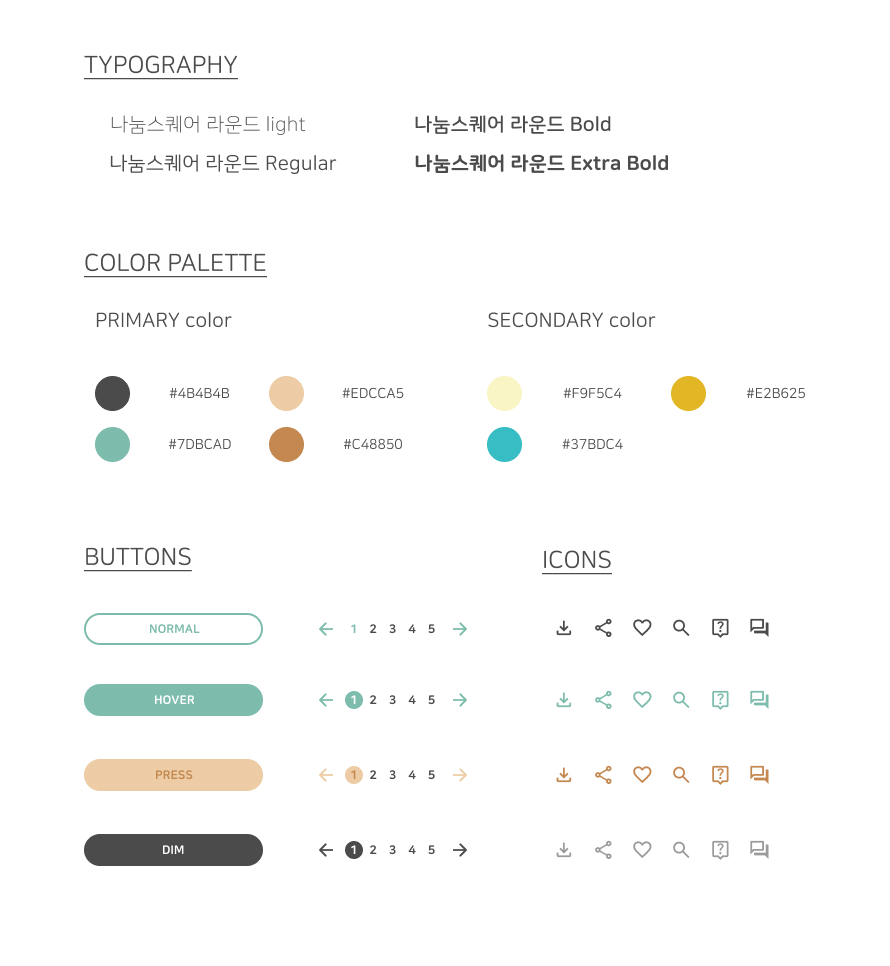 TYPOGRAPHY
나눔스퀘어 라운드 light
나눔스퀘어 라운드 Bold
나눔스퀘어 라운드 Regular
나눔스퀘어 라운드 Extra Bold
COLOR PALETTE
PRIMARY color
SECONDARY color
#4B4B4B
#EDCCA5
#F9F5C4
#E2B625
#7DBCAD
#C48850
#37BDC4
BUTTONS
ICONS
NORMAL
1 2 3 4 5
?
HOVER
1 2 3 4 5
?
PRESS
1 2 3 4 5
?
DIM
1 2 3 4 5
?